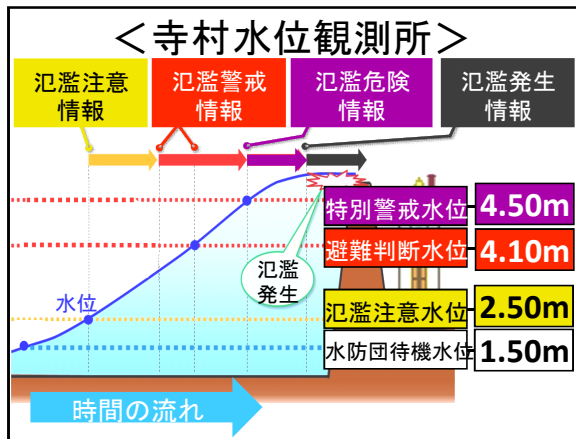 ＜寺村水位観測所＞
氾濫注意
情報
氾濫警戒
情報
氾濫危険
情報
氾濫発生
情報
特別警戒水位
4.50m
避難判断水位
4.10m
氾濫
発生
水位
氾濫注意水位
2.50m
水防団待機水位
1.50m
時間の流れ